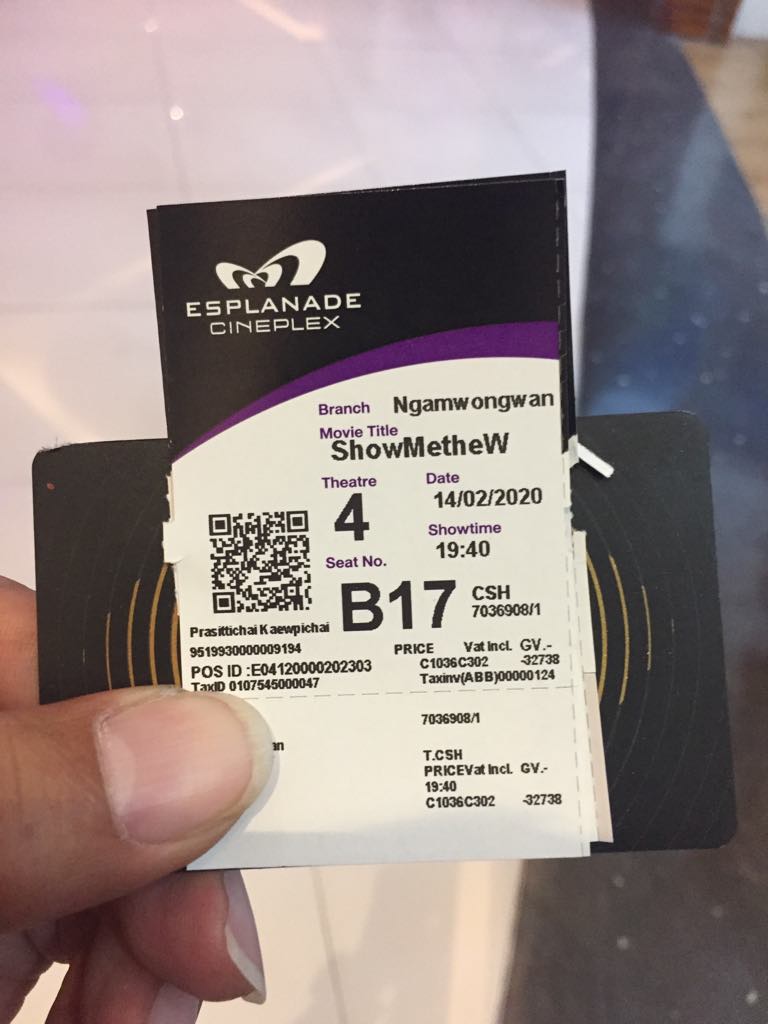 ESPLANADE
CINEPLEX
Branch Ngamwongwan
Movie Title
ShowMetheW
Theatre Date
4 14/02/2020
Showtime
19:40
Seat No.
B17 CSH
7036908/1
Prasittichai Kaewpichai
9519930000009194
PRICE Vat Incl. GV.-
POS ID :E04120000202303
C1036C302 -32738
TaxID 0107545000047
Taxinv(ABB)00000124
7036908/1
an
T.CSH
PRICEVat Incl. GV.-
19:40
C1036C302 -32738